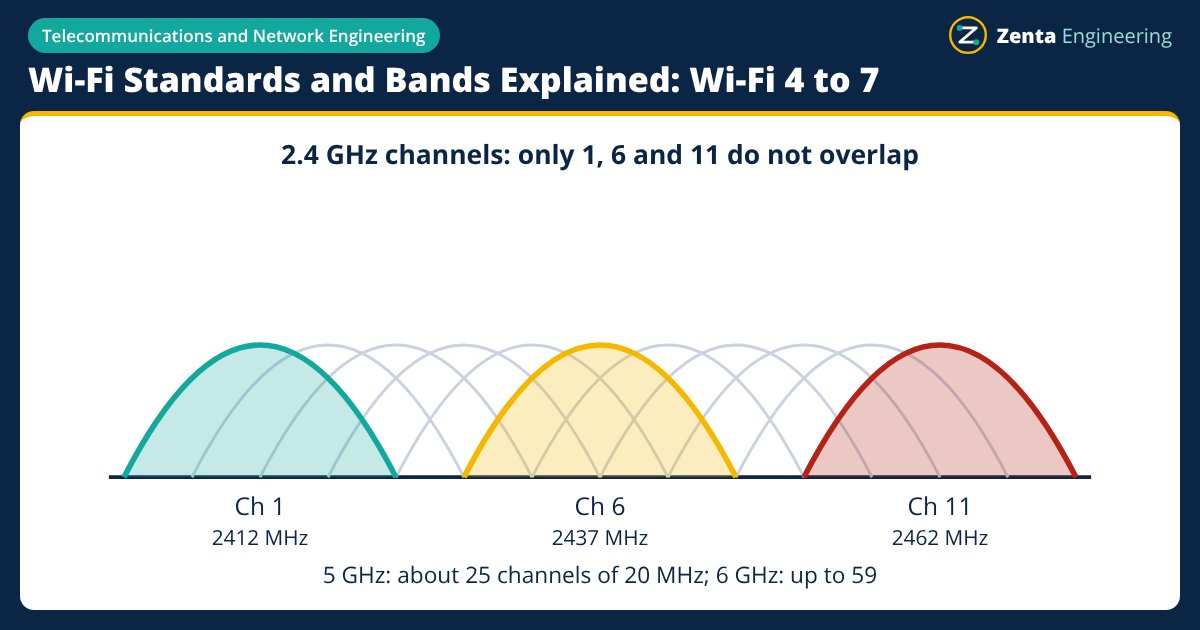 Telecommunications and Network Engineering
Zenta Engineering
Wi-Fi Standards and Bands Explained: Wi-Fi 4 to 7
2.4 GHz channels: only 1, 6 and 11 do not overlap
Ch 1
Ch 6
Ch 11
2412 MHz
2437 MHz
2462 MHz
5 GHz: about 25 channels of 20 MHz; 6 GHz: up to 59